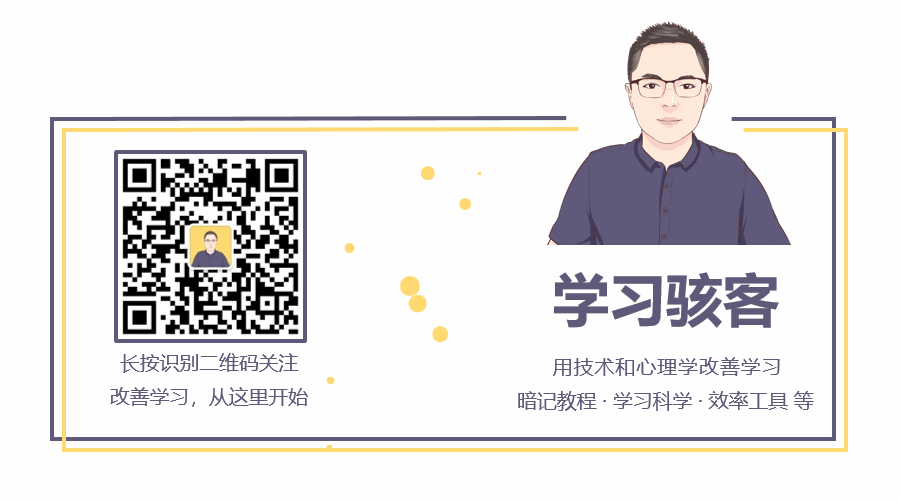 长按识别二维码关注
改善学习，从这里开始
学习骇客
用技术和心理学改善学习
暗记教程 · 学习科学 · 效率工具 等